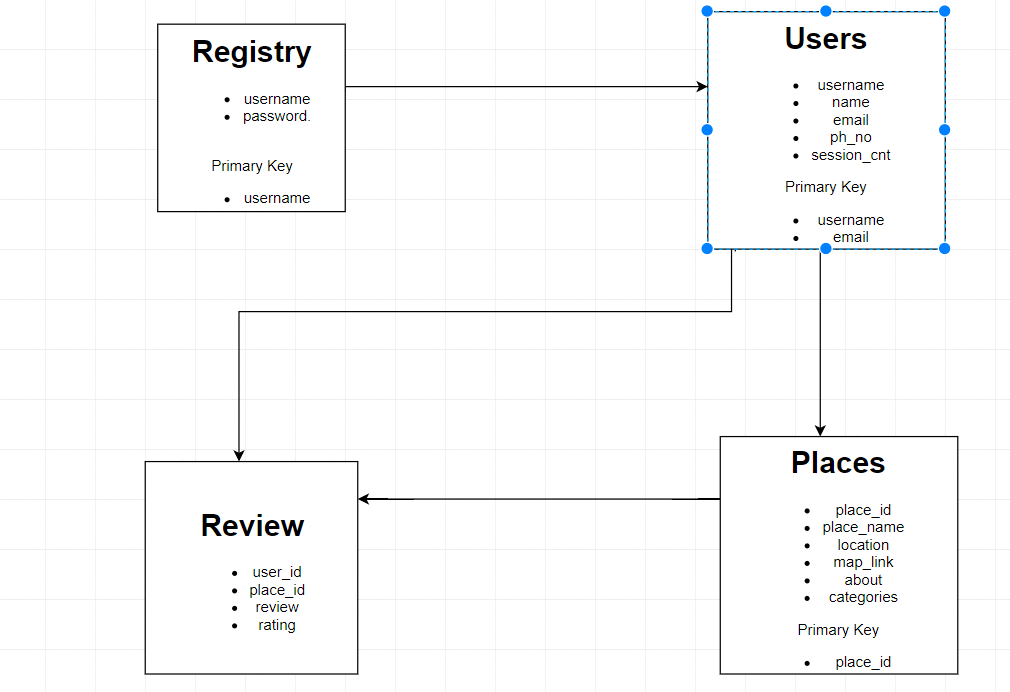 Registry
username
password.
Primary Key
username
Users
username
name
email
ph_no
session_cnt
Primary Key
username
email
Review
user_id
place_id
review
rating
Places
place_id
place_name
location
map_link
about
categories
Primary Key
place_id